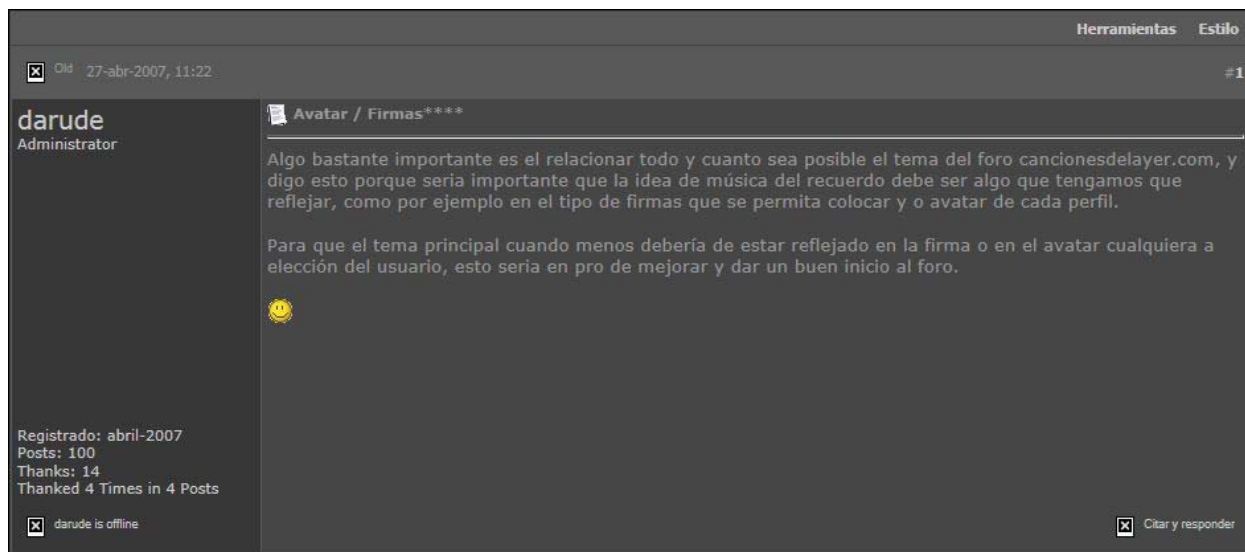 Herramientas Estilo
Old 27-abr-2007, 11:22
#1
darude
Administrator
Avatar / Firmas****
Algo bastante importante es el relacionar todo y cuanto sea posible el tema del foro cancionesdelayer.com, y
digo esto porque seria importante que la idea de música del recuerdo debe ser algo que tengamos que
reflejar, como por ejemplo en el tipo de firmas que se permita colocar y o avatar de cada perfil.
Para que el tema principal cuando menos debería de estar reflejado en la firma o en el avatar cualquiera a
elección del usuario, esto seria en pro de mejorar y dar un buen inicio al foro.
Registrado: abril-2007
Posts: 100
Thanks: 14
Thanked 4 Times in 4 Posts
darude is offline
Citar y responder